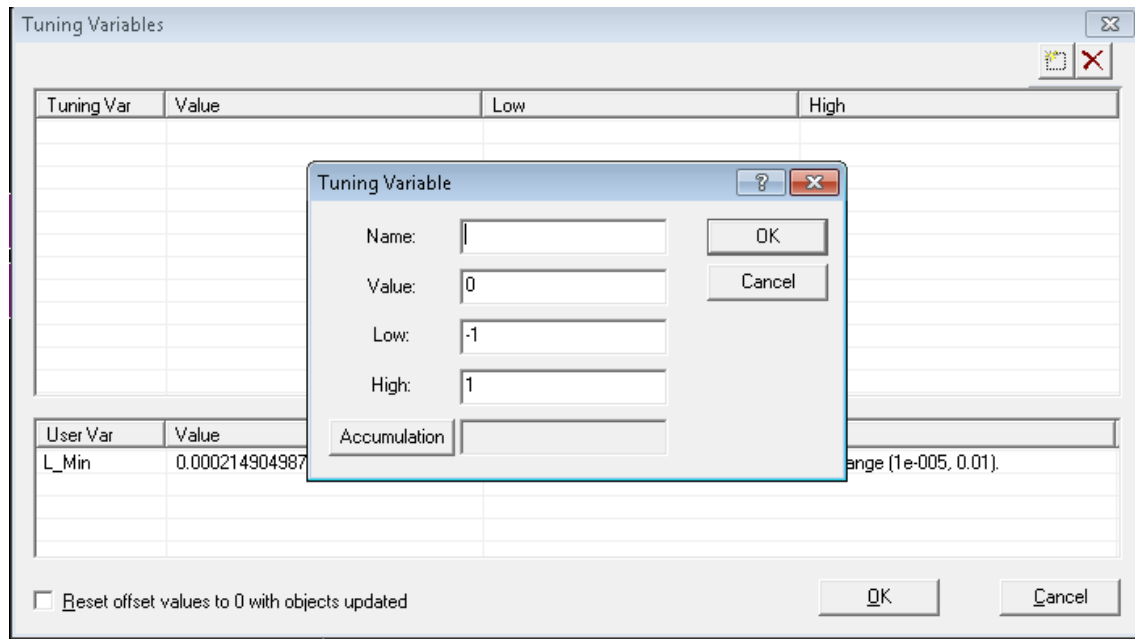 Tuning Variables
Tuning Var Value Low High
Tuning Variable
Name:
OK
Value: 0
Cancel
Low: -1
High: 1
Accumulation
User Var Value
L_Min 0.000214904987 ange (1e-005, 0.01).
Reset offset values to 0 with objects updated
OK Cancel